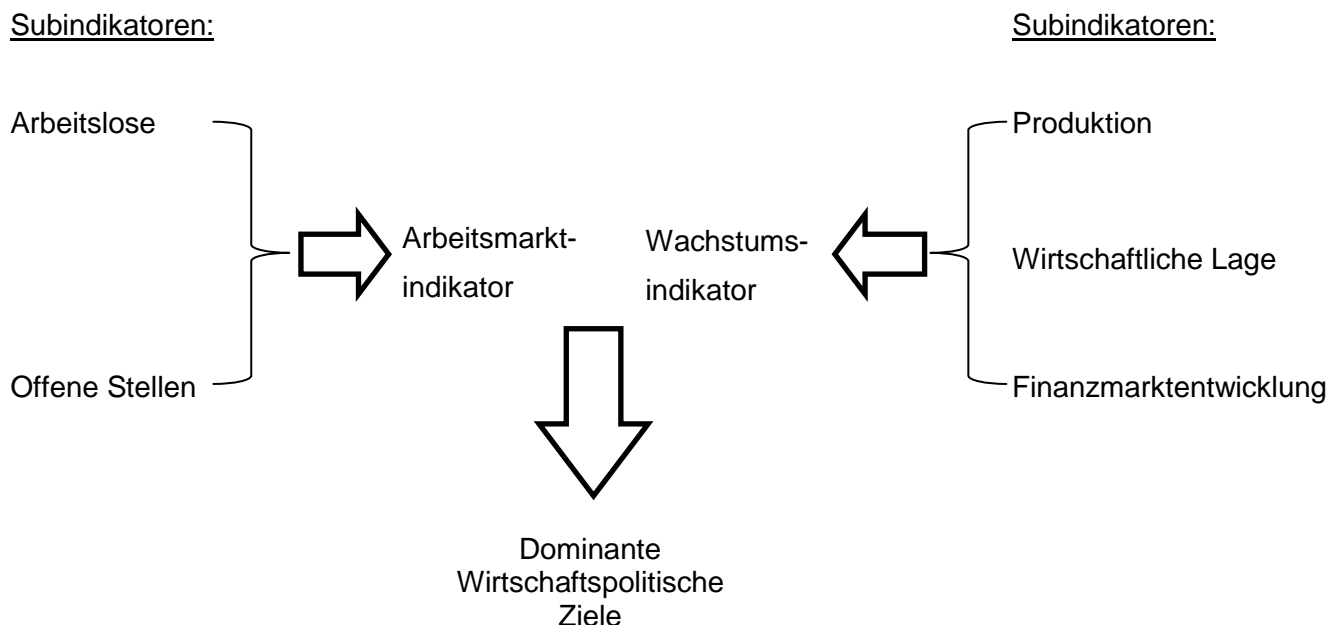 Subindikatoren:
Subindikatoren:
Arbeitslose
Produktion
Arbeitsmarkt-
indikator
Wachstums-
indikator
Wirtschaftliche Lage
Offene Stellen
Finanzmarktentwicklung
Dominante
Wirtschaftspolitische
Ziele